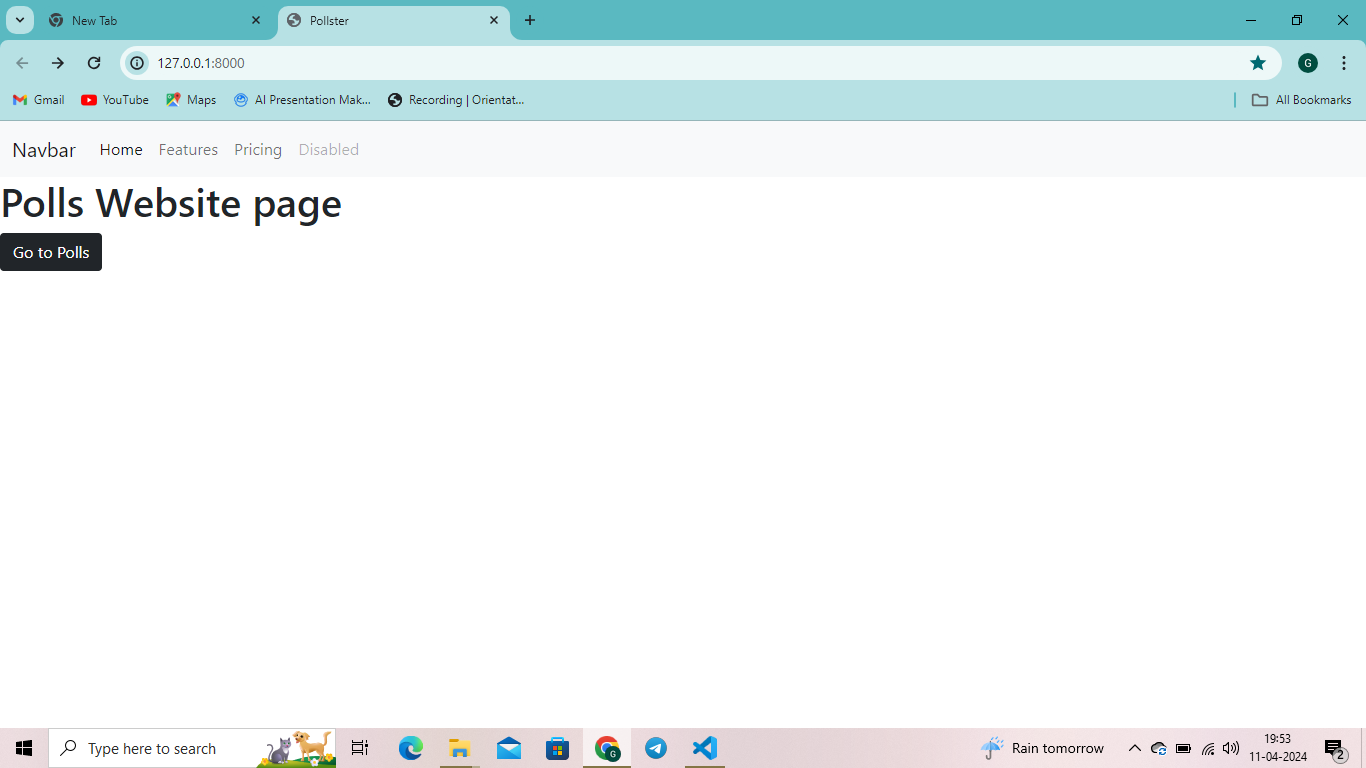 New Tab
Pollster
127.0.0.1:8000
G
Gmail
YouTube
Maps
AI Presentation Mak...
Recording | Orientat...
All Bookmarks
Navbar
Home
Features
Pricing
Disabled
Polls Website page
Go to Polls
Type here to search
G
Rain tomorrow
19:53
11-04-2024
2